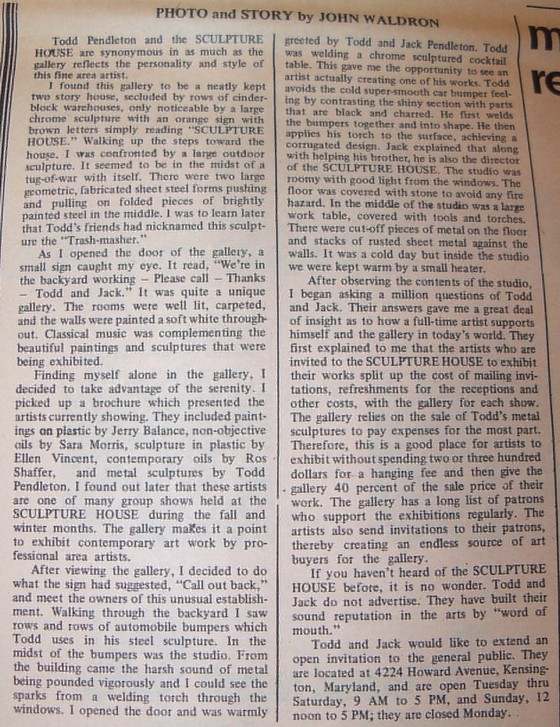 PHOTO and STORY by JOHN WALDRON
Todd Pendleton and the SCULPTURE
HOUSE are synonymous in as much as the
gallery reflects the personality and style of
this fine area artist.
I found this gallery to be a neatly kept
two story house, secluded by rows of cinder-
block warehouses, only noticeable by a large
chrome sculpture with an orange sign with
brown letters simply reading "SCULPTURE
HOUSE." Walking up the steps toward the
house, I was confronted by a large outdoor
sculpture. It seemed to be in the midst of a
tug-of-war with itself. There were two large
geometric, fabricated sheet steel forms pushing
and pulling on folded pieces of brightly
painted steel in the middle. I was to learn later
that Todd's friends had nicknamed this sculpt-
ure the "Trash-masher."
As I opened the door of the gallery, a
small sign caught my eye. It read, "We're in
the backyard working – Please call – Thanks
– Todd and Jack." It was quite a unique
gallery. The rooms were well lit, carpeted,
and the walls were painted a soft white through-
out. Classical music was complementing the
beautiful paintings and sculptures that were
being exhibited.
Finding myself alone in the gallery, I
decided to take advantage of the serenity. I
picked up a brochure which presented the
artists currently showing. They included paint-
ings on plastic by Jerry Balance, non-objective
oils by Sara Morris, sculpture in plastic by
Ellen Vincent, contemporary oils by Ros
Shaffer, and metal sculptures by Todd
Pendleton. I found out later that these artists
are one of many group shows held at the
SCULPTURE HOUSE during the fall and
winter months. The gallery makes it a point
to exhibit contemporary art work by pro-
fessional area artists.
After viewing the gallery, I decided to do
what the sign had suggested, "Call out back,"
and meet the owners of this unusual establish-
ment. Walking through the backyard I saw
rows and rows of automobile bumpers which
Todd uses in his steel sculpture. In the
midst of the bumpers was the studio. From
the building came the harsh sound of metal
being pounded vigorously and I could see the
sparks from a welding torch through the
windows. I opened the door and was warmly
greeted by Todd and Jack Pendleton. Todd
was welding a chrome sculptured cocktail
table. This gave me the opportunity to see an
artist actually creating one of his works. Todd
avoids the cold super-smooth car bumper feel-
ing by contrasting the shiny section with parts
that are black and charred. He first welds
the bumpers together and into shape. He then
applies his torch to the surface, achieving a
corrugated design. Jack explained that along
with helping his brother, he is also the director
of the SCULPTURE HOUSE. The studio was
roomy with good light from the windows. The
floor was covered with stone to avoid any fire
hazard. In the middle of the studio was a large
work table, covered with tools and torches.
There were cut-off pieces of metal on the floor
and stacks of rusted sheet metal against the
walls. It was a cold day but inside the studio
we were kept warm by a small heater.
After observing the contents of the studio,
I began asking a million questions of Todd
and Jack. Their answers gave me a great deal
of insight as to how a full-time artist supports
himself and the gallery in today's world. They
first explained to me that the artists who are
invited to the SCULPTURE HOUSE to exhibit
their works split up the cost of mailing invi-
tations, refreshments for the receptions and
other costs, with the gallery for each show.
The gallery relies on the sale of Todd's metal
sculptures to pay expenses for the most part.
Therefore, this is a good place for artists to
exhibit without spending two or three hundred
dollars for a hanging fee and then give the
gallery 40 percent of the sale price of their
work. The gallery has a long list of patrons
who support the exhibitions regularly. The
artists also send invitations to their patrons,
thereby creating an endless source of art
buyers for the gallery.
If you haven't heard of the SCULPTURE
HOUSE before, it is no wonder. Todd and
Jack do not advertise. They have built their
sound reputation in the arts by "word of
mouth."
Todd and Jack would like to extend an
open invitation to the general public. They
are located at 4224 Howard Avenue, Kensing-
ton, Maryland, and are open Tuesday thru
Saturday, 9 AM to 5 PM, and Sunday, 12
noon to 5 PM; they are closed Monday.